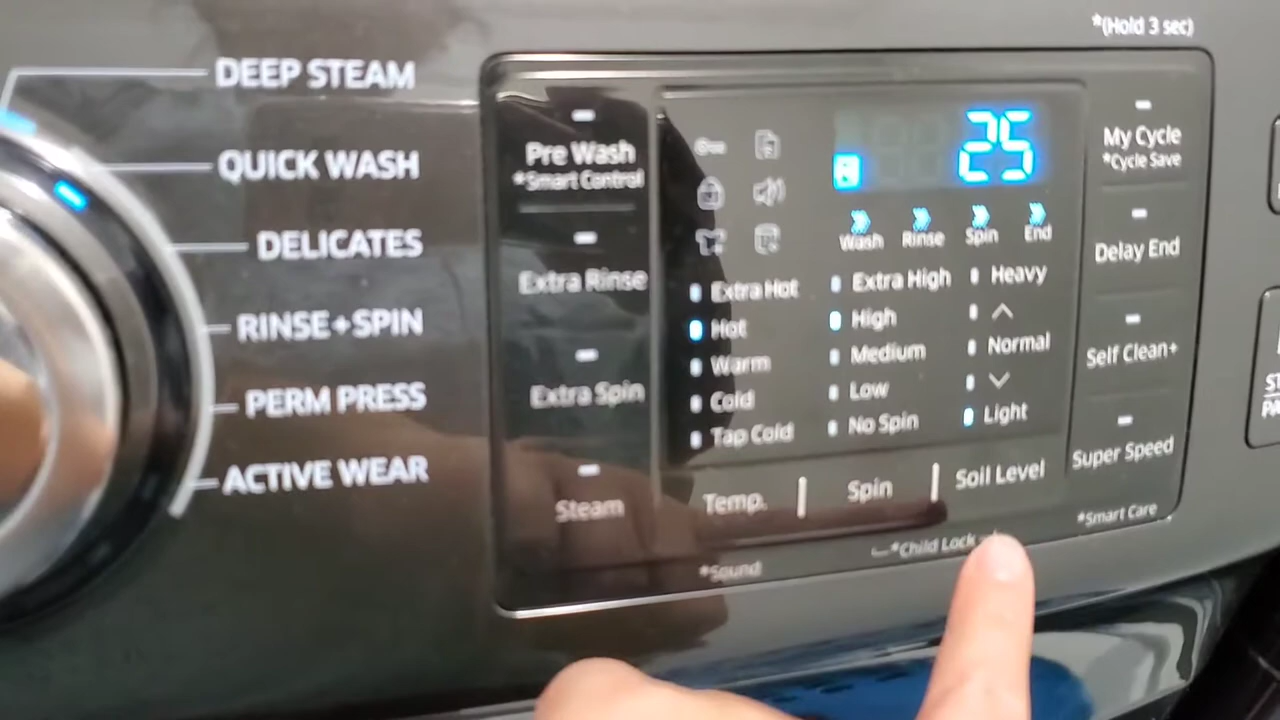 *(Hold 3 sec)
DEEP STEAM
QUICK WASH
DELICATES
RINSE+SPIN
PERM PRESS
ACTIVE WEAR
Pre Wash
*Smart Control
Extra Rinse
Extra Spin
Steam
25
Wash Rinse Spin End
Extra Hot
Hot
Warm
Cold
Tap Cold
Temp.
Extra High
High
Medium
Low
No Spin
Spin
Heavy
Normal
Light
Soil Level
*Sound
*Child Lock
My Cycle
*Cycle Save
Delay End
Self Clean+
Super Speed
*Smart Care